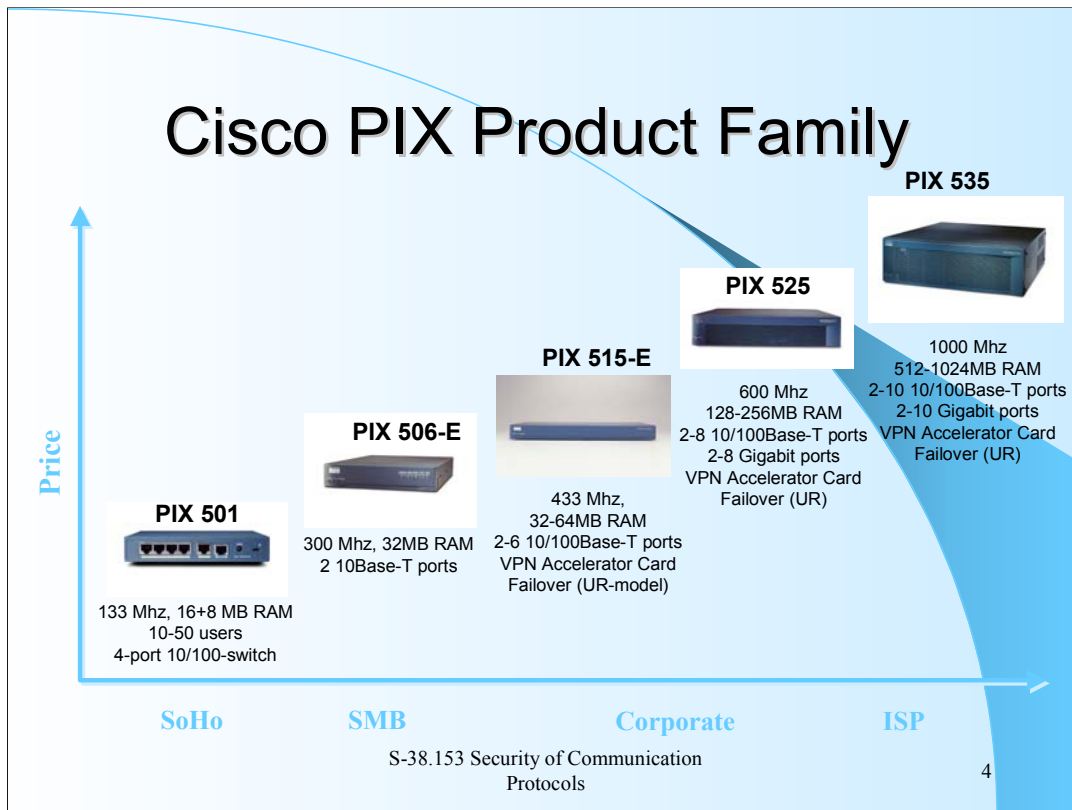 Cisco PIX Product Family
PIX 535
1000 Mhz
512-1024MB RAM
2-10 10/100Base-T ports
2-10 Gigabit ports
VPN Accelerator Card
Failover (UR)
PIX 525
600 Mhz
128-256MB RAM
2-8 10/100Base-T ports
2-8 Gigabit ports
VPN Accelerator Card
Failover (UR)
PIX 515-E
433 Mhz,
32-64MB RAM
2-6 10/100Base-T ports
VPN Accelerator Card
Failover (UR-model)
PIX 506-E
300 Mhz, 32MB RAM
2 10Base-T ports
PIX 501
133 Mhz, 16+8 MB RAM
10-50 users
4-port 10/100-switch
Price
SoHo
SMB
Corporate
ISP
S-38.153 Security of Communication
Protocols
4